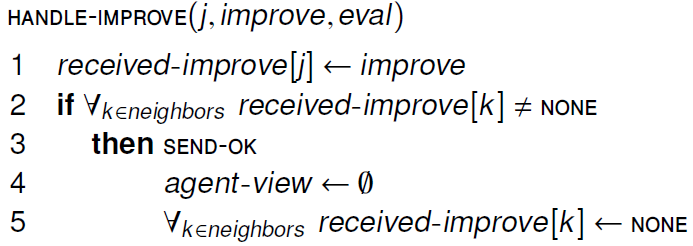 HANDLE-IMPROVE(j, improve, eval)
1 received-improve[j] ← improve
2 if ∀k∈neighbors received-improve[k] ≠ NONE
3 then SEND-OK
4 agent-view ← ∅
5 ∀k∈neighbors received-improve[k] ← NONE